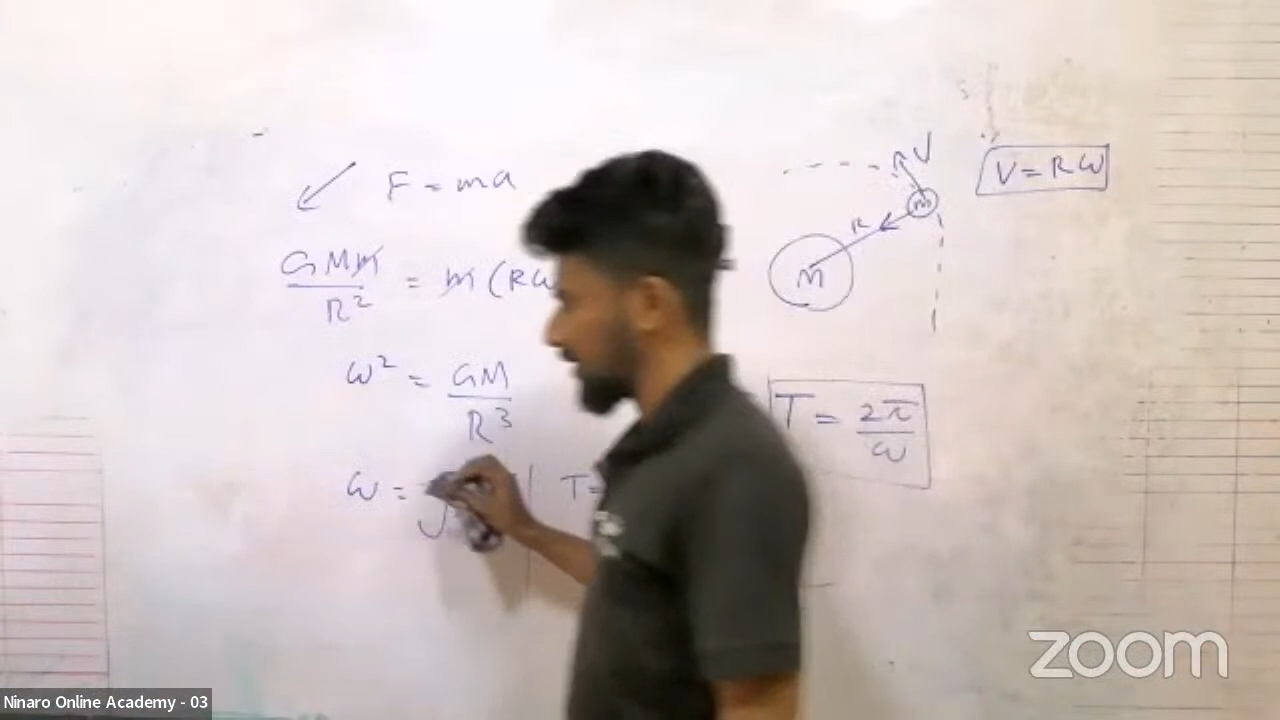 F = ma
V
V = Rω
m
R
M
GMm/R² = m(Rω
ω² = GM/R³
T = 2π/ω
ω =
T =
zoom
Ninaro Online Academy - 03